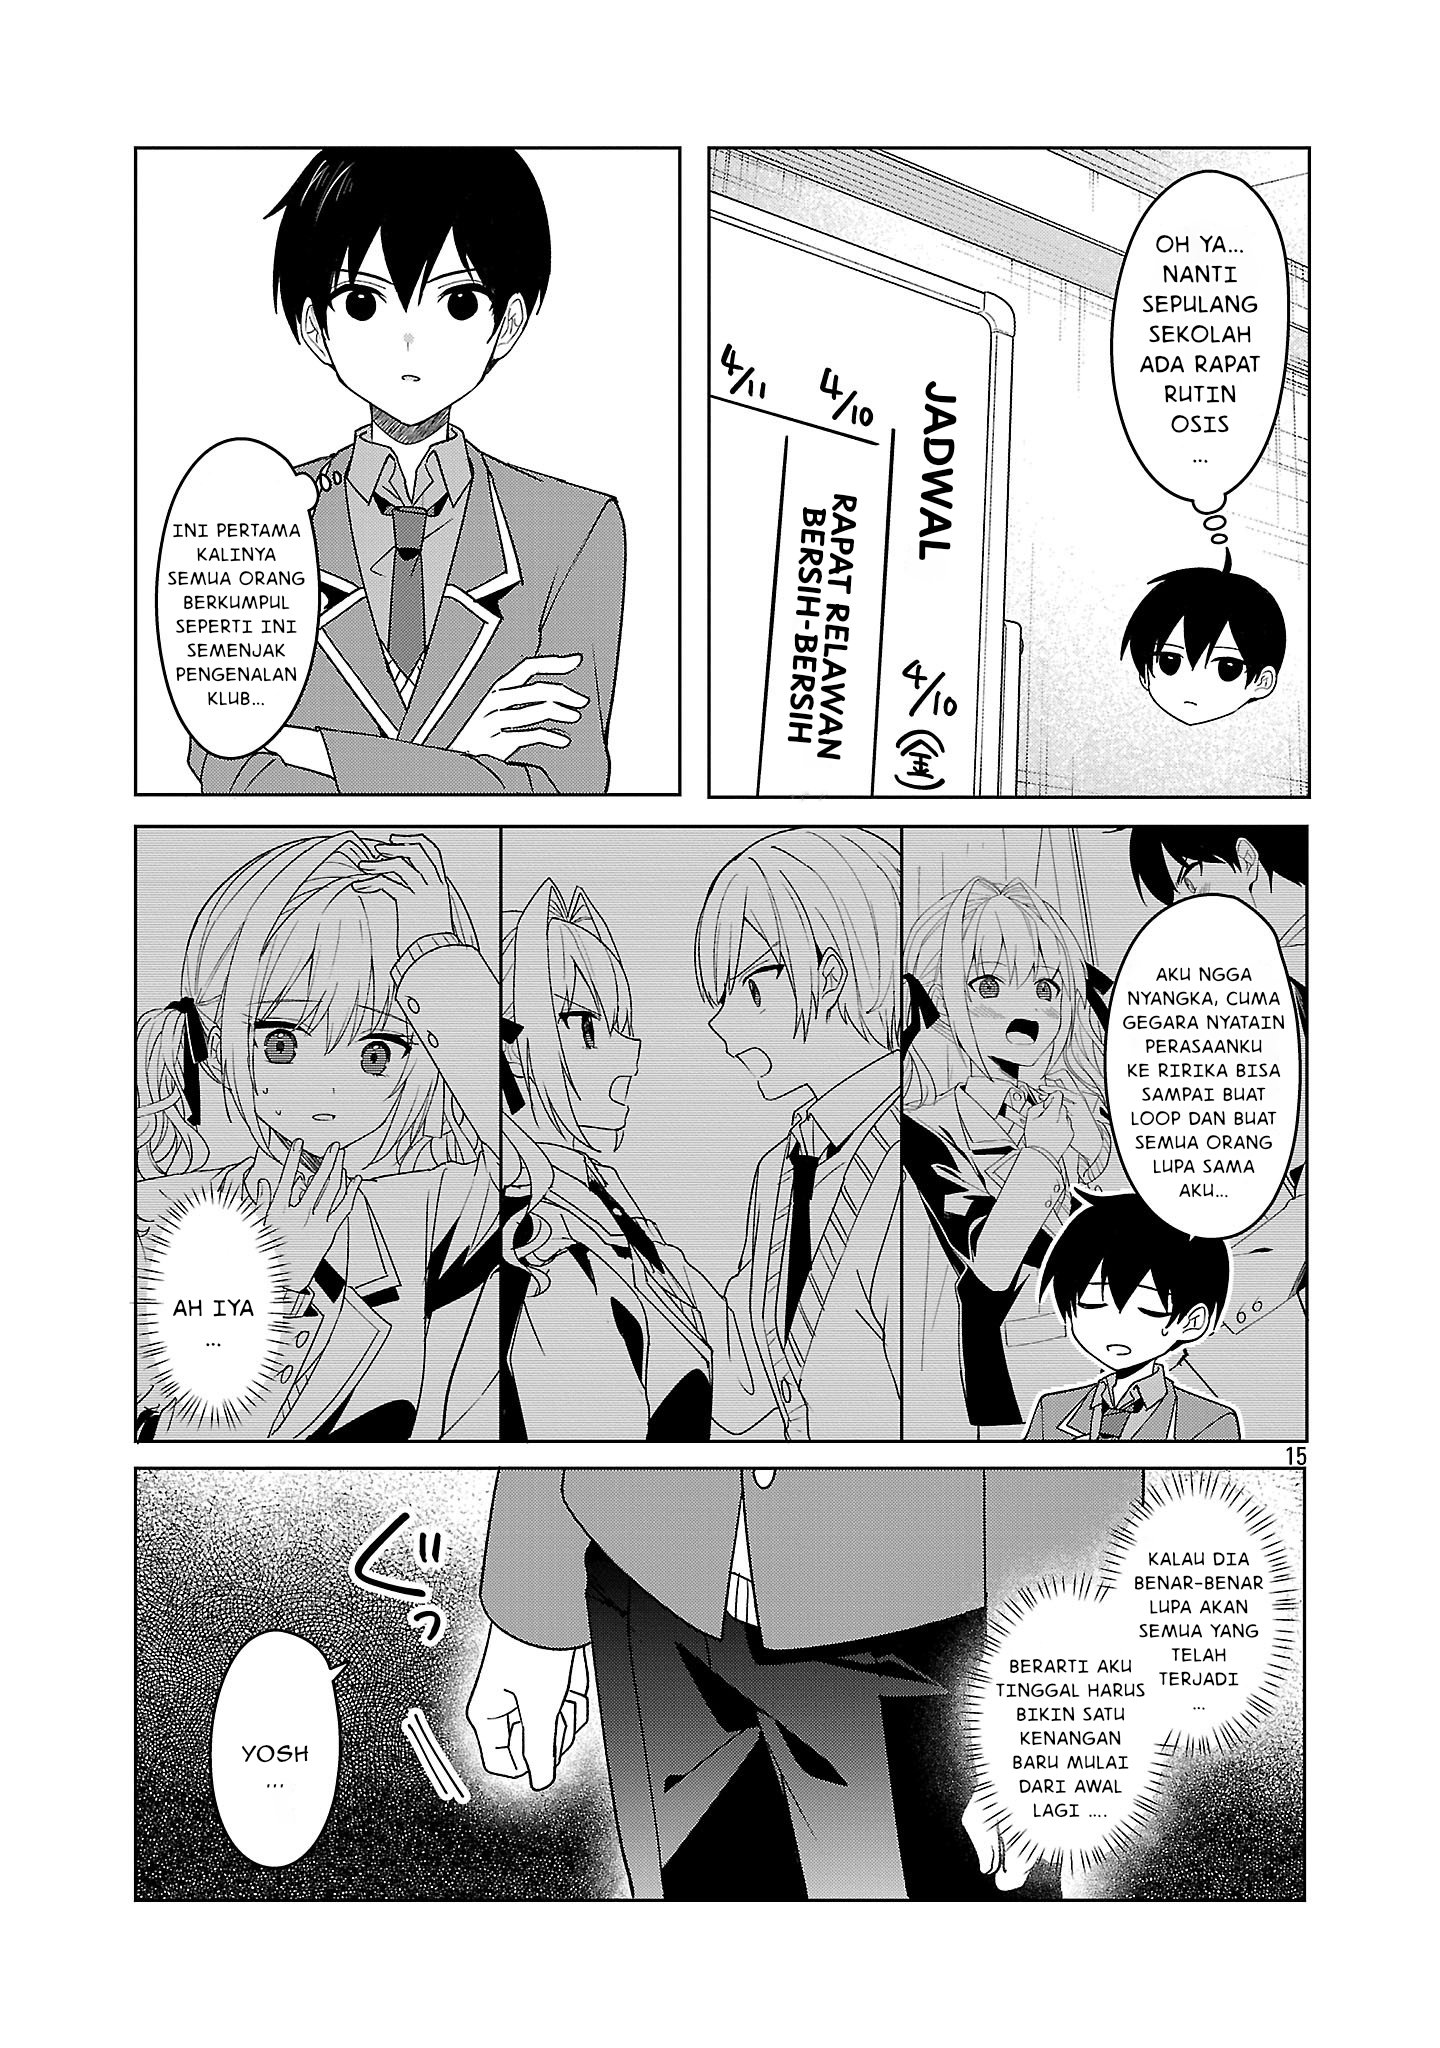 OH YA...
NANTI
SEPULANG
SEKOLAH
ADA RAPAT
RUTIN
OSIS
...
JADWAL
4/10 (金)
4/10
RAPAT RELAWAN
BERSIH-BERSIH
4/11
INI PERTAMA
KALINYA
SEMUA ORANG
BERKUMPUL
SEPERTI INI
SEMENJAK
PENGENALAN
KLUB...
AKU NGGA
NYANGKA, CUMA
GEGARA NYATAIN
PERASAANKU
KE RIRIKA BISA
SAMPAI BUAT
LOOP DAN BUAT
SEMUA ORANG
LUPA SAMA
AKU...
AH IYA
...
15
KALAU DIA
BENAR-BENAR
LUPA AKAN
SEMUA YANG
TELAH
TERJADI
...
BERARTI AKU
TINGGAL HARUS
BIKIN SATU
KENANGAN
BARU MULAI
DARI AWAL
LAGI ....
ぐっ
YOSH
...